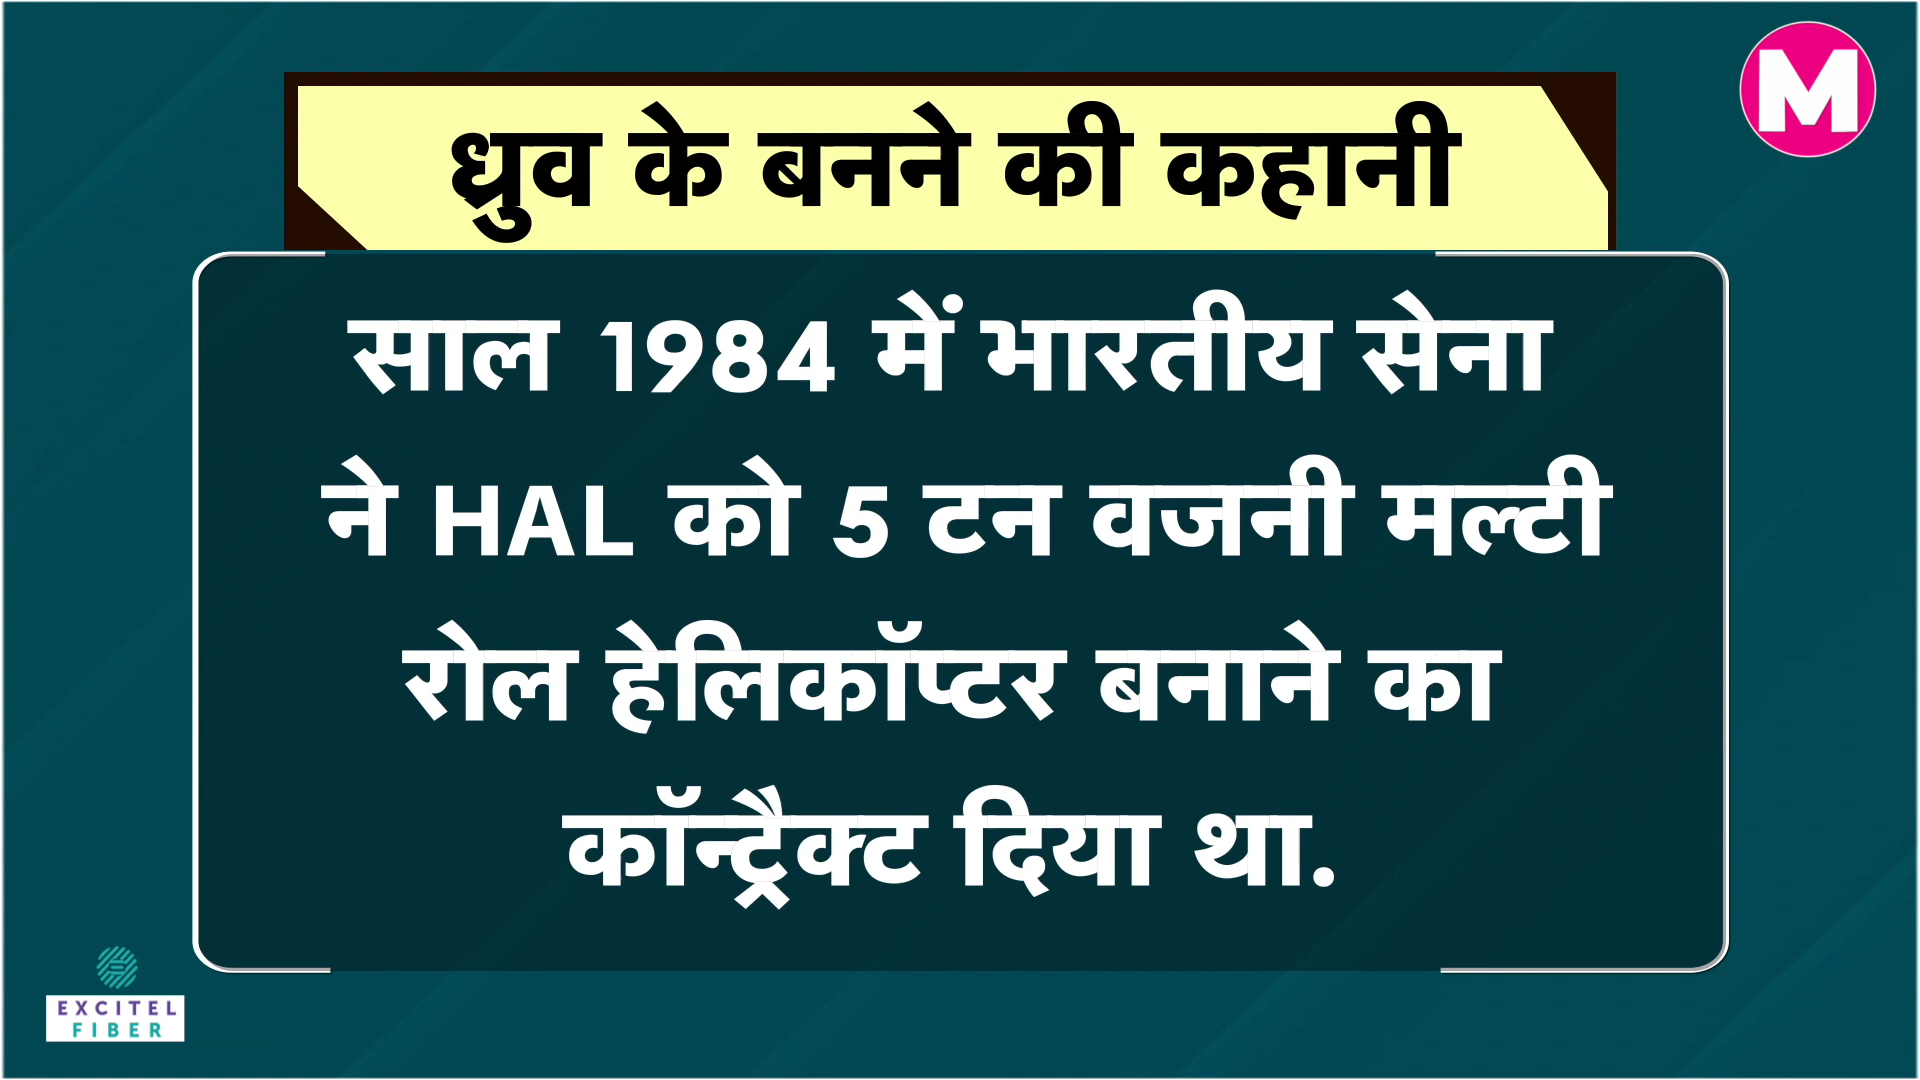 M
ध्रुव के बनने की कहानी
साल 1984 में भारतीय सेना
ने HAL को 5 टन वजनी मल्टी
रोल हेलिकॉप्टर बनाने का
कॉन्ट्रैक्ट दिया था.
EXCITEL
FIBER